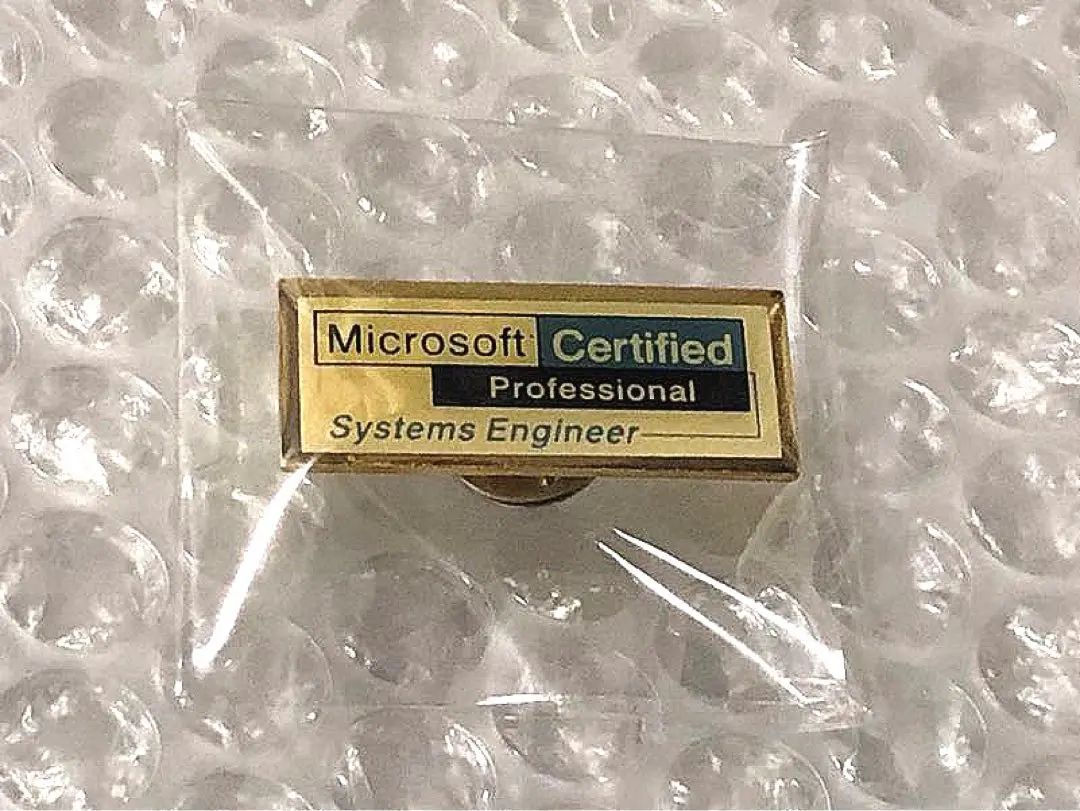 Microsoft Certified
Professional
Systems Engineer